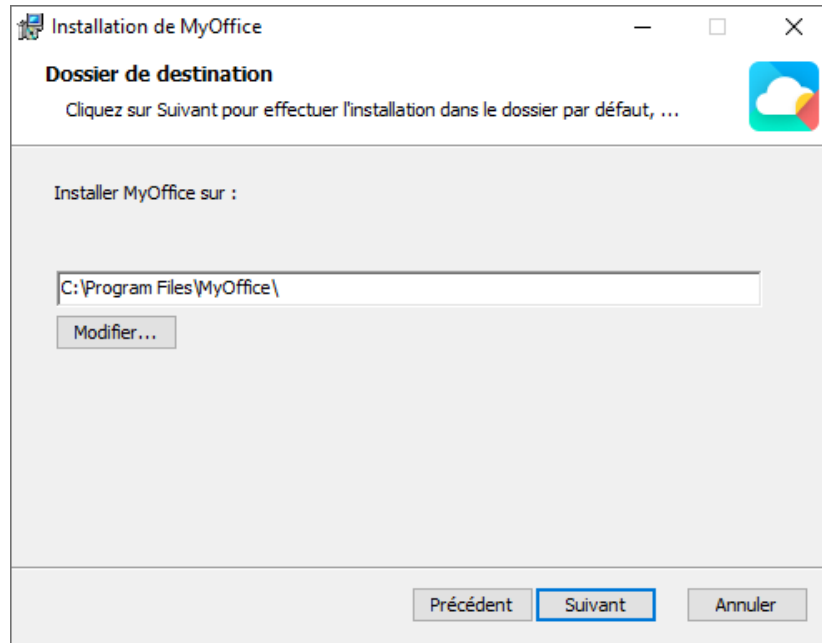 Installation de MyOffice
Dossier de destination
Cliquez sur Suivant pour effectuer l'installation dans le dossier par défaut, ...
Installer MyOffice sur :
C:\Program Files\MyOffice\
Modifier...
Précédent Suivant Annuler